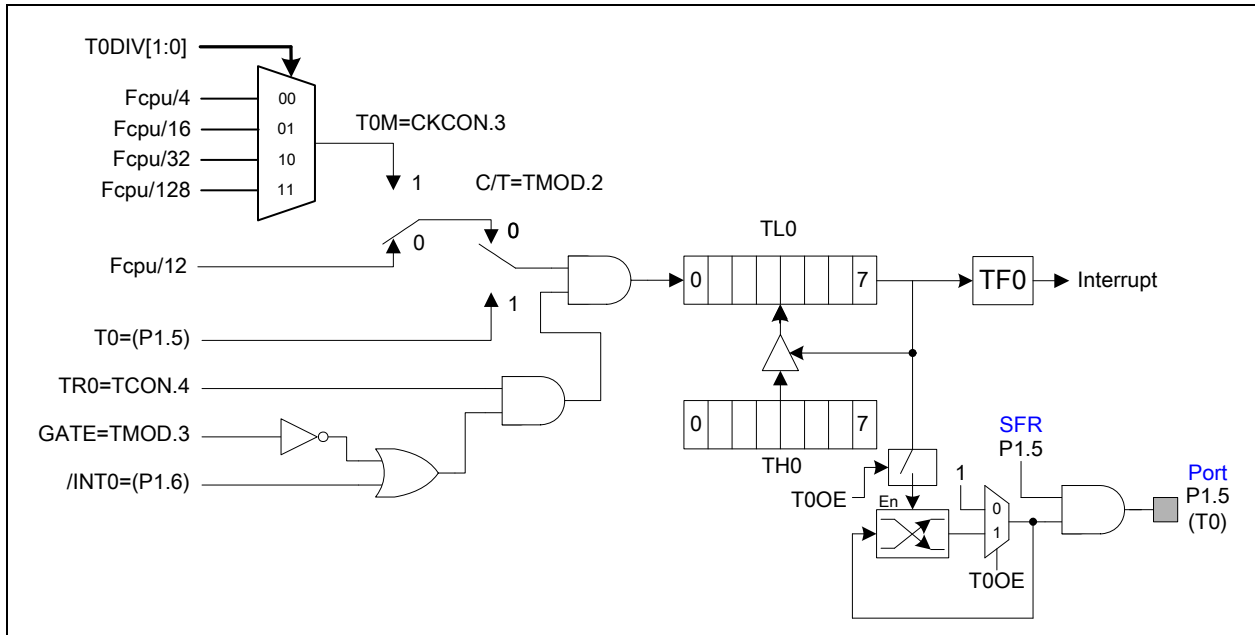 T0DIV[1:0]
Fcpu/4
00
Fcpu/16
01
T0M=CKCON.3
Fcpu/32
10
Fcpu/128
11
1
C/T=TMOD.2
0
0
Fcpu/12
TL0
0
7
TF0
Interrupt
1
T0=(P1.5)
TR0=TCON.4
0
7
GATE=TMOD.3
TH0
SFR
P1.5
/INT0=(P1.6)
T0OE
1
Port
P1.5
(T0)
En
0
1
T0OE